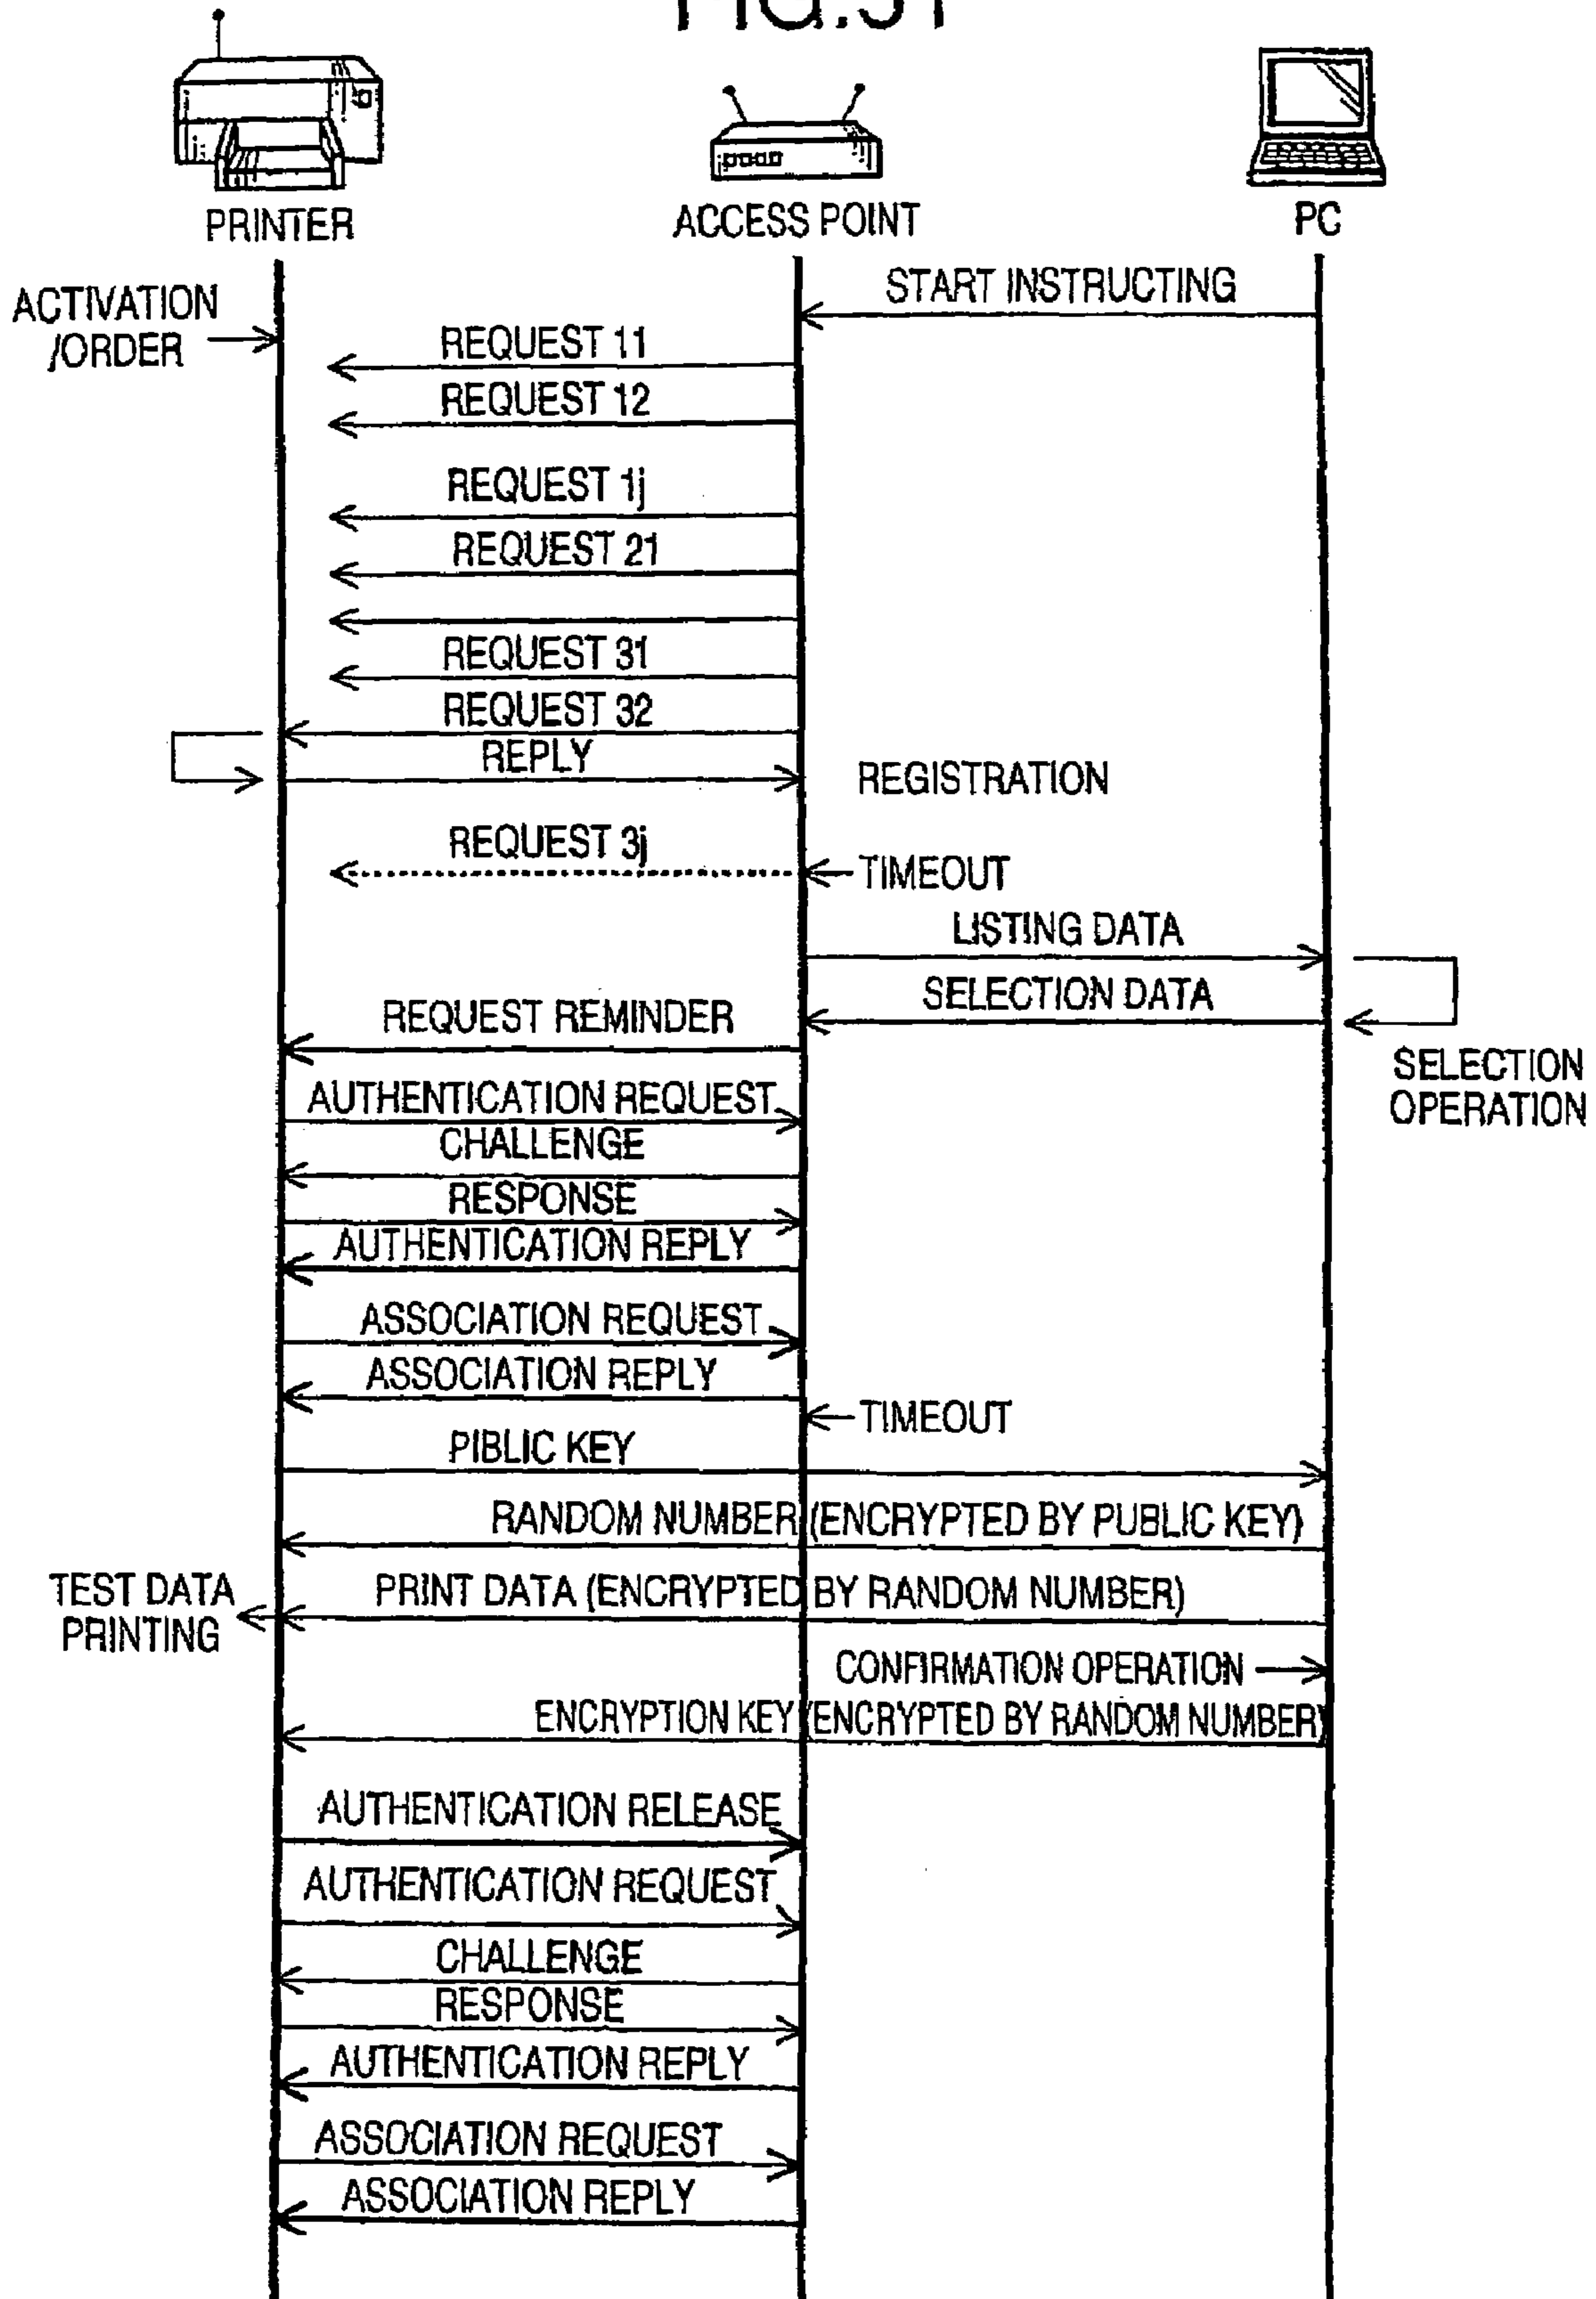 FIG.31
PRINTER
ACCESS POINT
PC
START INSTRUCTING
ACTIVATION
/ORDER
REQUEST 11
REQUEST 12
REQUEST 1j
REQUEST 21
REQUEST 31
REQUEST 32
REPLY
REGISTRATION
REQUEST 3j
TIMEOUT
LISTING DATA
SELECTION DATA
REQUEST REMINDER
SELECTION
OPERATION
AUTHENTICATION REQUEST
CHALLENGE
RESPONSE
AUTHENTICATION REPLY
ASSOCIATION REQUEST
ASSOCIATION REPLY
TIMEOUT
PIBLIC KEY
RANDOM NUMBER (ENCRYPTED BY PUBLIC KEY)
TEST DATA
PRINTING
PRINT DATA (ENCRYPTED BY RANDOM NUMBER)
CONFIRMATION OPERATION
ENCRYPTION KEY (ENCRYPTED BY RANDOM NUMBER)
AUTHENTICATION RELEASE
AUTHENTICATION REQUEST
CHALLENGE
RESPONSE
AUTHENTICATION REPLY
ASSOCIATION REQUEST
ASSOCIATION REPLY